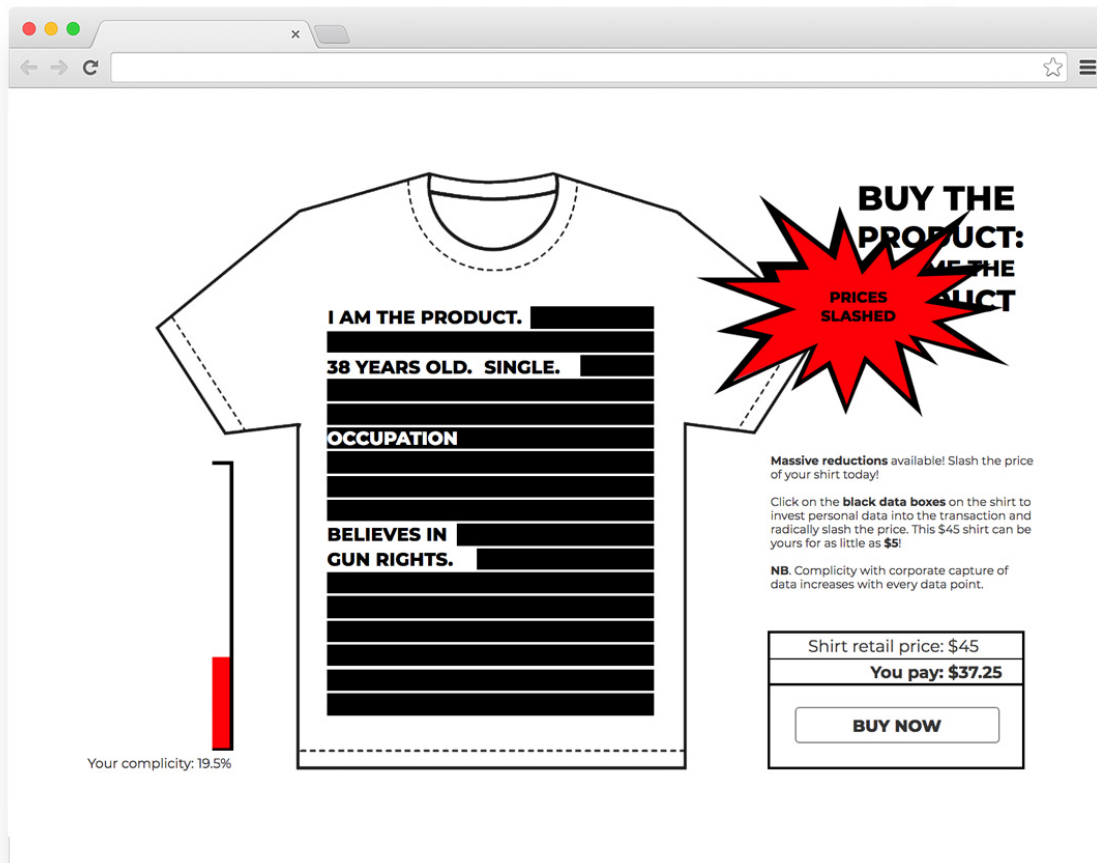 BUY THE
PRODUCT:
ME THE
DUCT
PRICES
SLASHED
I AM THE PRODUCT.
38 YEARS OLD. SINGLE.
OCCUPATION
BELIEVES IN
GUN RIGHTS.
Massive reductions available! Slash the price
of your shirt today!
Click on the black data boxes on the shirt to
invest personal data into the transaction and
radically slash the price. This $45 shirt can be
yours for as little as $5!
NB. Complicity with corporate capture of
data increases with every data point.
Shirt retail price: $45
You pay: $37.25
BUY NOW
Your complicity: 19.5%